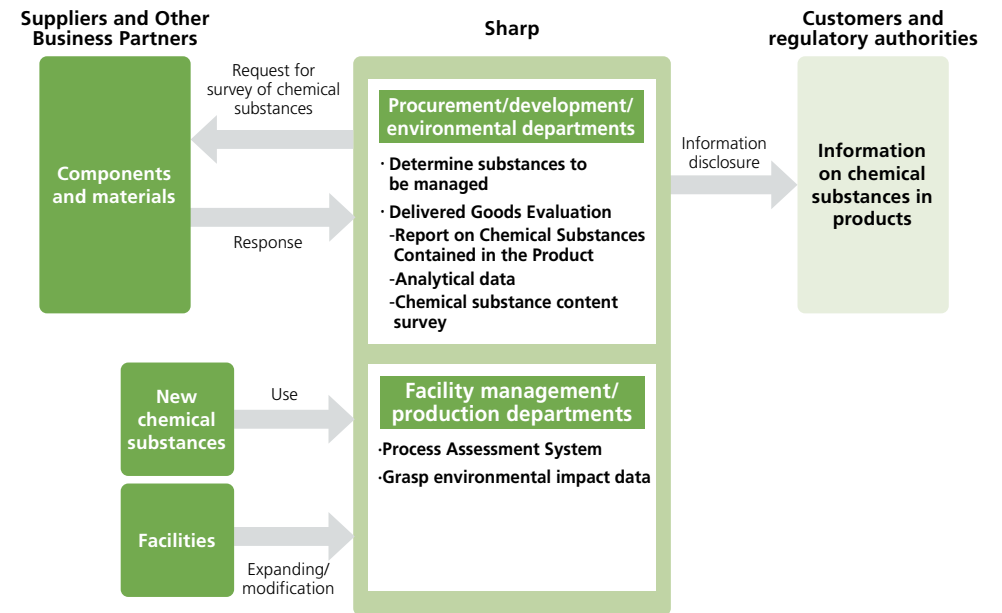 Suppliers and Other
Business Partners
Sharp
Customers and
regulatory authorities
Components
and materials
Request for
survey of chemical
substances
Response
Procurement/development/
environmental departments
· Determine substances to
be managed
· Delivered Goods Evaluation
-Report on Chemical Substances
Contained in the Product
-Analytical data
-Chemical substance content
survey
Information
disclosure
Information
on chemical
substances in
products
New
chemical
substances
Use
Facilities
Expanding/
modification
Facility management/
production departments
·Process Assessment System
·Grasp environmental impact data